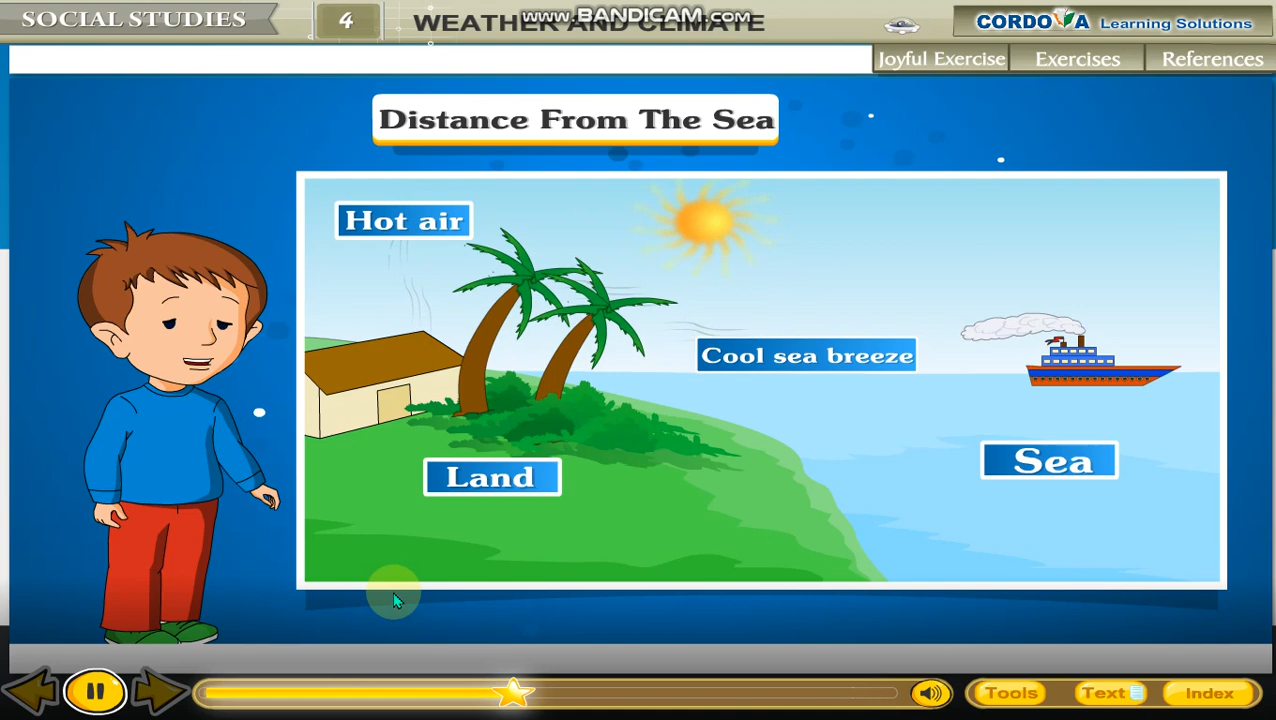 SOCIAL STUDIES
4
WEATHER AND CLIMATE
www.BANDICAM.com
CORDOVA Learning Solutions
Joyful Exercise
Exercises
References
Distance From The Sea
Hot air
Cool sea breeze
Land
Sea
Tools
Text
Index